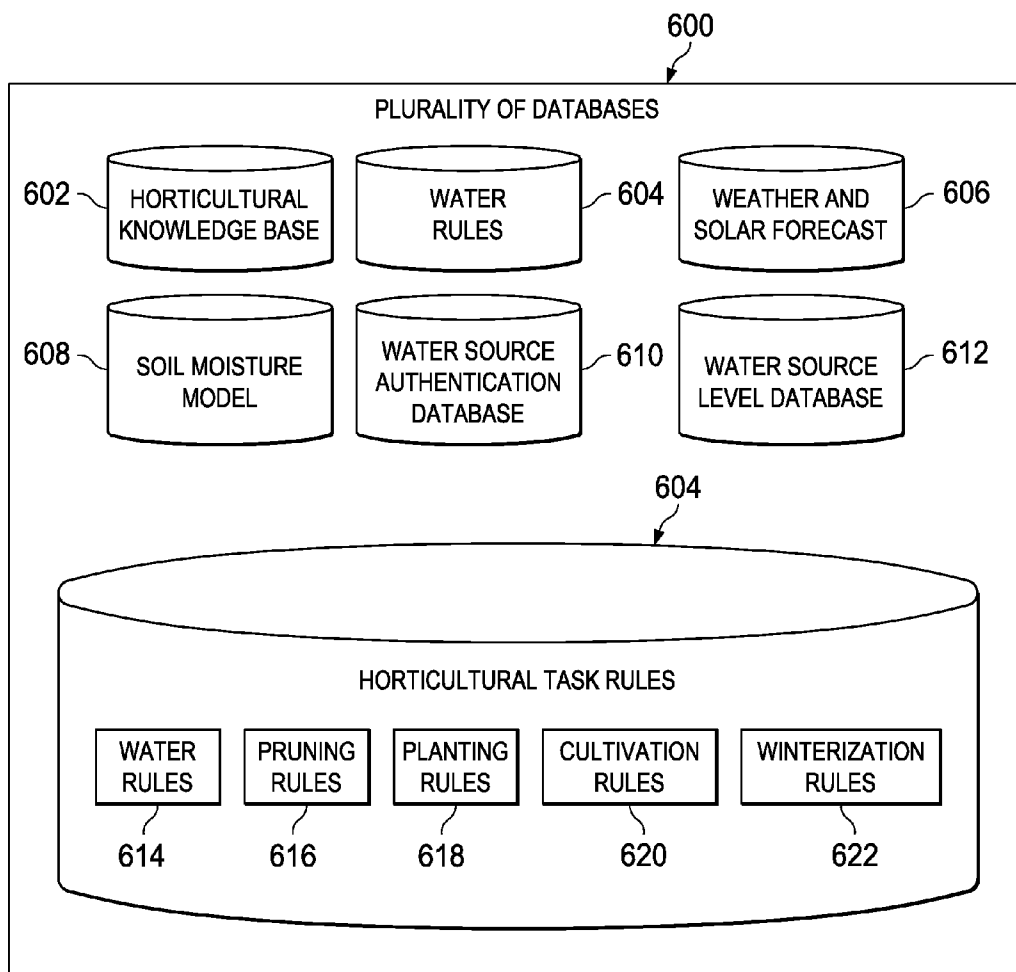 600
PLURALITY OF DATABASES
602
HORTICULTURAL
KNOWLEDGE BASE
WATER
RULES
604
WEATHER AND
SOLAR FORECAST
606
608
SOIL MOISTURE
MODEL
WATER SOURCE
AUTHENTICATION
DATABASE
610
WATER SOURCE
LEVEL DATABASE
612
604
HORTICULTURAL TASK RULES
WATER
RULES
PRUNING
RULES
PLANTING
RULES
CULTIVATION
RULES
WINTERIZATION
RULES
614
616
618
620
622